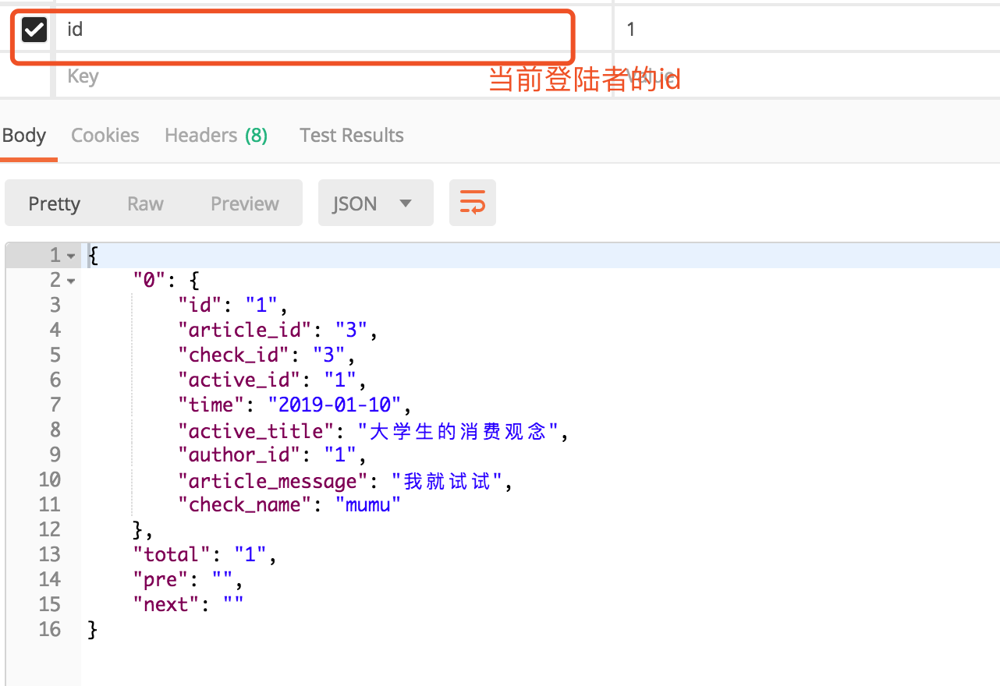 id 1
Key Value
当前登陆者的id
Body Cookies Headers (8) Test Results
Pretty Raw Preview JSON
1 {
2 "0": {
3 "id": "1",
4 "article_id": "3",
5 "check_id": "3",
6 "active_id": "1",
7 "time": "2019-01-10",
8 "active_title": "大学生的消费观念",
9 "author_id": "1",
10 "article_message": "我就试试",
11 "check_name": "mumu"
12 },
13 "total": "1",
14 "pre": "",
15 "next": ""
16 }